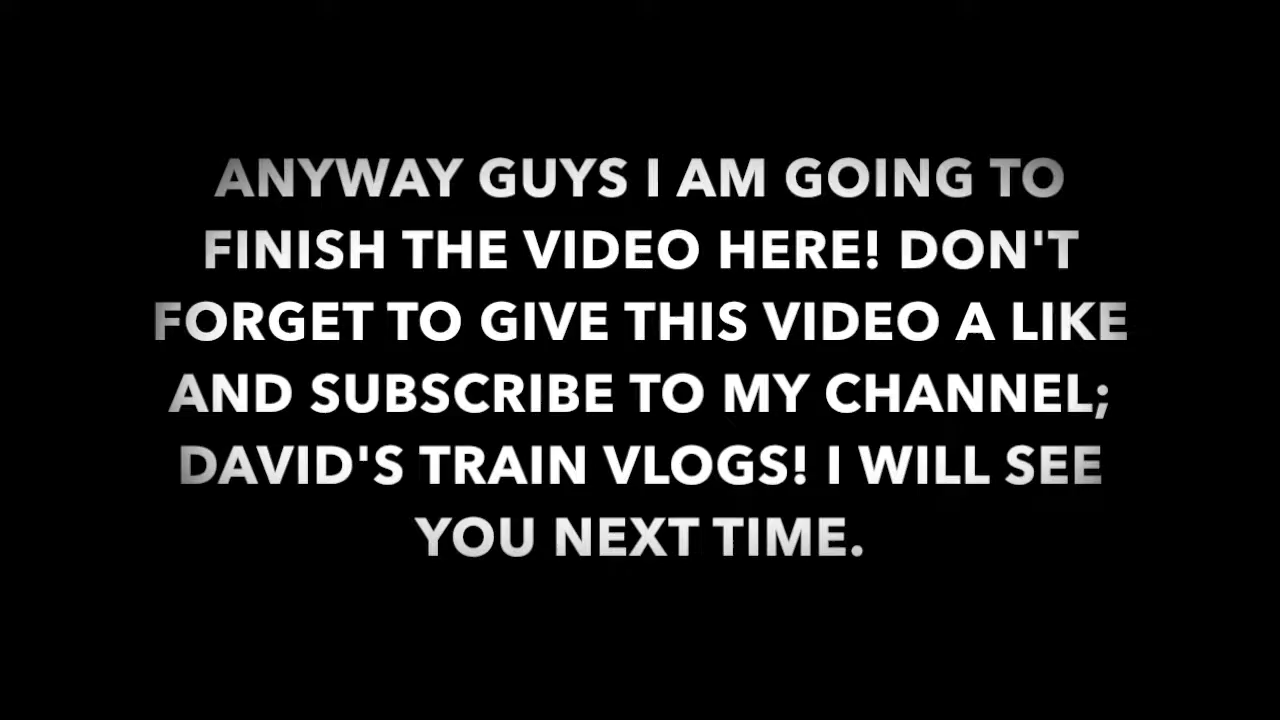 ANYWAY GUYS I AM GOING TO
FINISH THE VIDEO HERE! DON'T
FORGET TO GIVE THIS VIDEO A LIKE
AND SUBSCRIBE TO MY CHANNEL;
DAVID'S TRAIN VLOGS! I WILL SEE
YOU NEXT TIME.